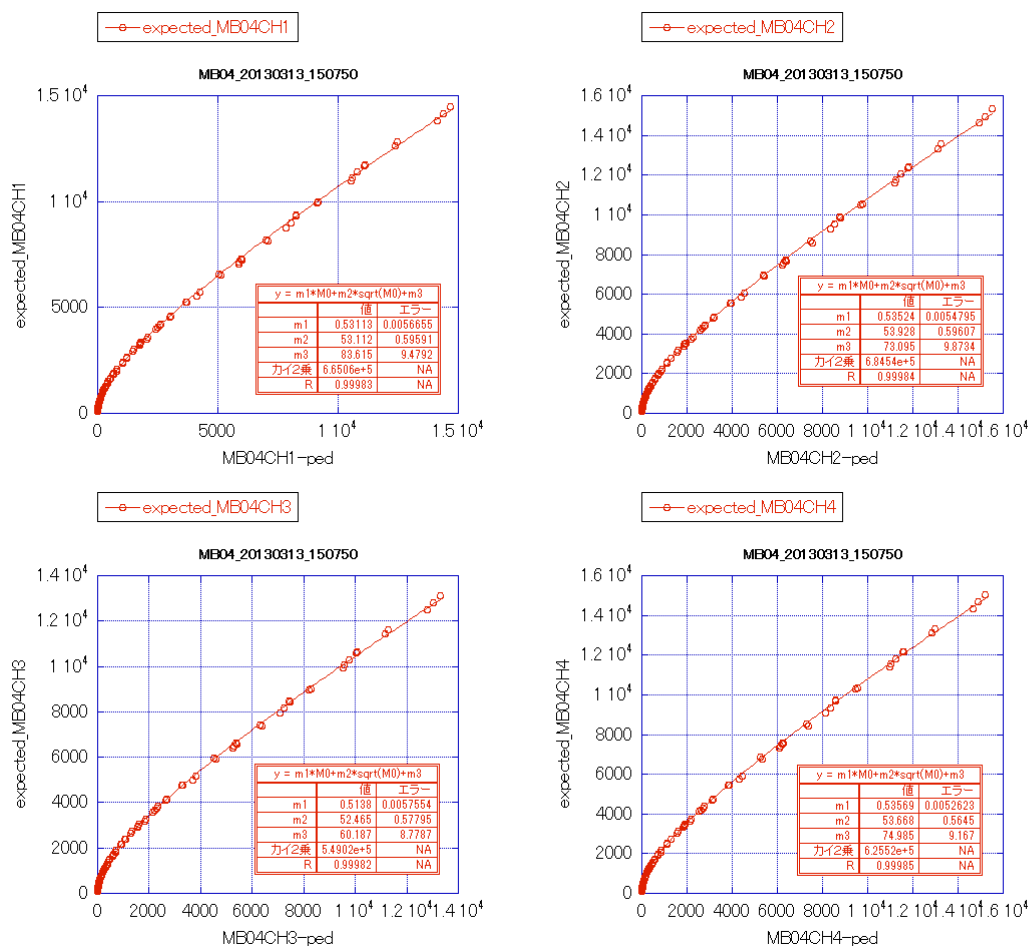 expected_MB04CH1
MB04_20130313_150750
1.5 10⁴
1 10⁴
5000
0
expected_MB04CH1
y = m1*M0+m2*sqrt(M0)+m3
値 エラー
m1 0.53113 0.0056655
m2 53.112 0.59591
m3 83.615 9.4792
カイ2乗 6.6506e+5 NA
R 0.99983 NA
0 5000 1 10⁴ 1.5 10⁴
MB04CH1-ped
expected_MB04CH2
MB04_20130313_150750
1.6 10⁴
1.4 10⁴
1.2 10⁴
1 10⁴
8000
6000
4000
2000
0
expected_MB04CH2
y = m1*M0+m2*sqrt(M0)+m3
値 エラー
m1 0.53524 0.0054795
m2 53.928 0.59607
m3 73.095 9.8734
カイ2乗 6.8454e+5 NA
R 0.99984 NA
0 2000 4000 6000 8000 1 10⁴ 1.2 10⁴ 1.4 10⁴ 1.6 10⁴
MB04CH2-ped
expected_MB04CH3
MB04_20130313_150750
1.4 10⁴
1.2 10⁴
1 10⁴
8000
6000
4000
2000
0
expected_MB04CH3
y = m1*M0+m2*sqrt(M0)+m3
値 エラー
m1 0.5138 0.0057554
m2 52.465 0.57795
m3 60.187 8.7787
カイ2乗 5.4902e+5 NA
R 0.99982 NA
0 2000 4000 6000 8000 1 10⁴ 1.2 10⁴ 1.4 10⁴
MB04CH3-ped
expected_MB04CH4
MB04_20130313_150750
1.6 10⁴
1.4 10⁴
1.2 10⁴
1 10⁴
8000
6000
4000
2000
0
expected_MB04CH4
y = m1*M0+m2*sqrt(M0)+m3
値 エラー
m1 0.53569 0.0052623
m2 53.668 0.5645
m3 74.985 9.167
カイ2乗 6.2552e+5 NA
R 0.99985 NA
0 2000 4000 6000 8000 1 10⁴ 1.2 10⁴ 1.4 10⁴ 1.6 10⁴
MB04CH4-ped